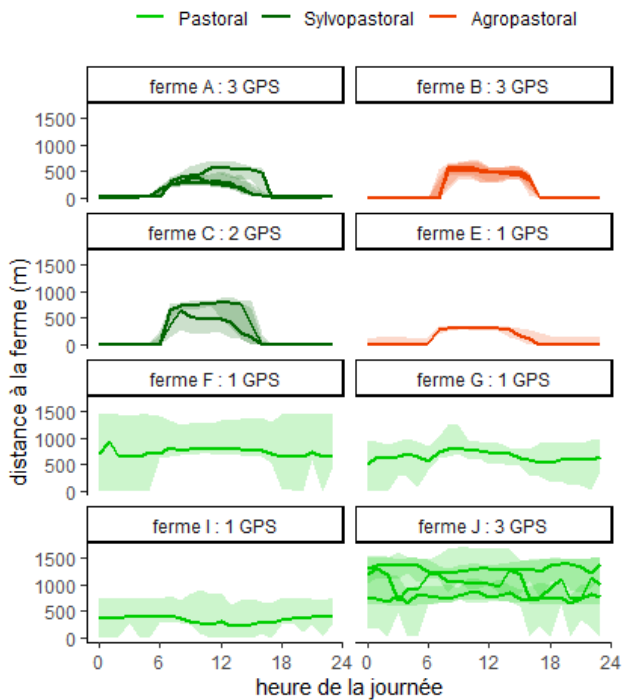 Pastoral Sylvopastoral Agropastoral
ferme A : 3 GPS ferme B : 3 GPS
1500
1000
500
0
ferme C : 2 GPS ferme E : 1 GPS
1500
1000
500
0
ferme F : 1 GPS ferme G : 1 GPS
1500
1000
500
0
ferme I : 1 GPS ferme J : 3 GPS
1500
1000
500
0
0 6 12 18 24 0 6 12 18 24
distance à la ferme (m)
heure de la journée